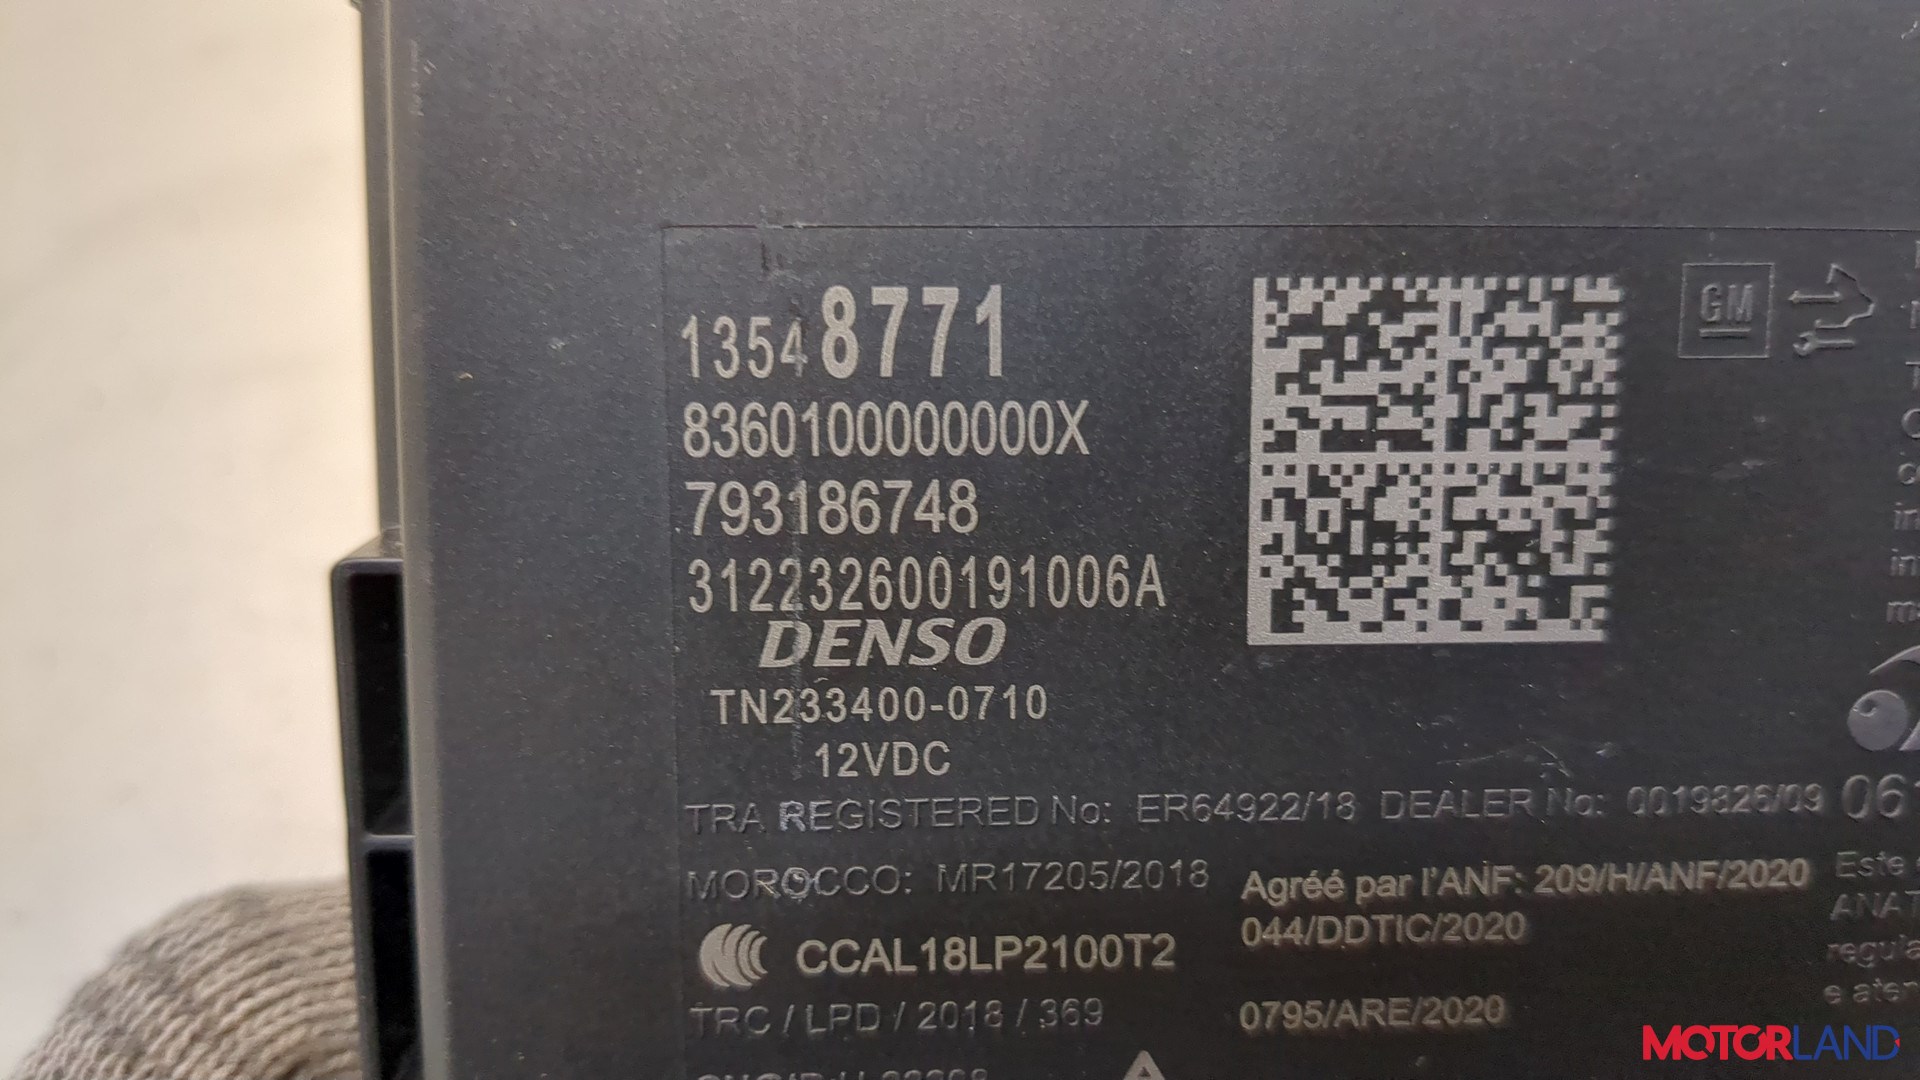 13548771
8360100000000X
793186748
312232600191006A
DENSO
TN233400-0710
12VDC
GM
TRA REGISTERED No: ER64922/18 DEALER No: 0019826/09
MOROCCO: MR17205/2018
Agréé par l'ANF: 209/H/ANF/2020
044/DDTIC/2020
Este
CCAL18LP2100T2
TRC / LPD / 2018 / 369
0795/ARE/2020
MOTORLAND